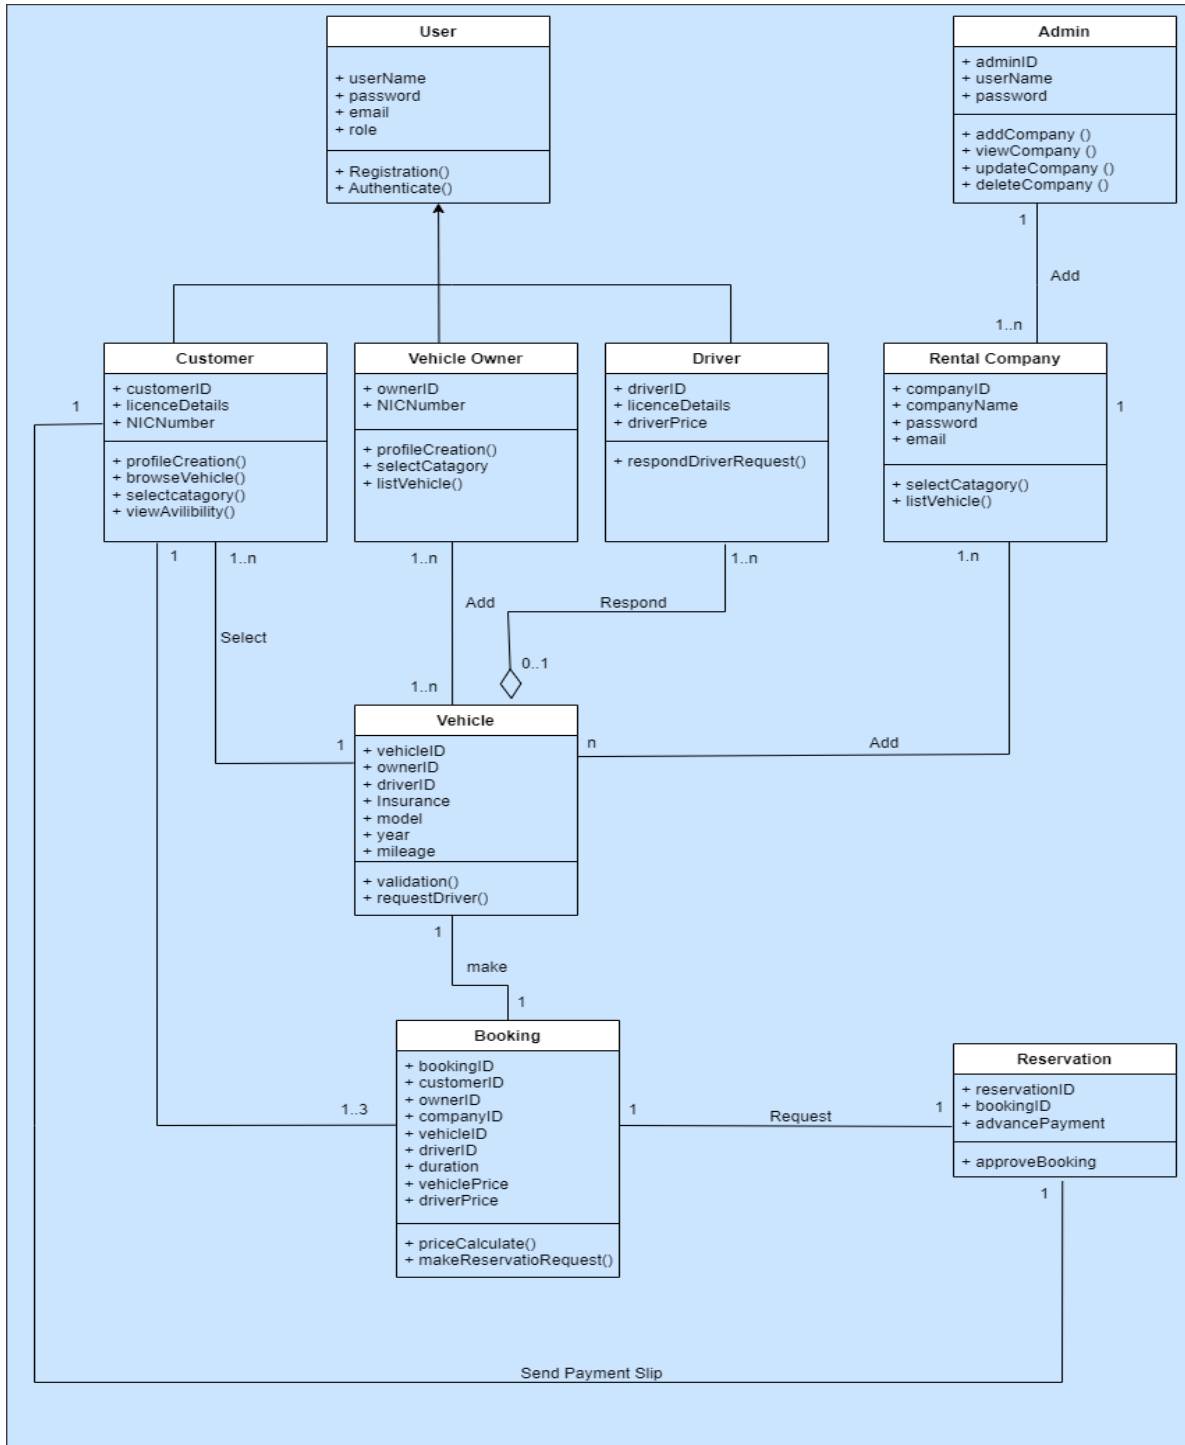 User
+ userName
+ password
+ email
+ role
+ Registration()
+ Authenticate()
Admin
+ adminID
+ userName
+ password
+ addCompany ()
+ viewCompany ()
+ updateCompany ()
+ deleteCompany ()
1
Add
1..n
Customer
+ customerID
+ licenceDetails
+ NICNumber
+ profileCreation()
+ browseVehicle()
+ selectcatagory()
+ viewAvilibility()
1
Vehicle Owner
+ ownerID
+ NICNumber
+ profileCreation()
+ selectCatagory
+ listVehicle()
Driver
+ driverID
+ licenceDetails
+ driverPrice
+ respondDriverRequest()
Rental Company
+ companyID
+ companyName
+ password
+ email
+ selectCatagory()
+ listVehicle()
1
1
1..n
1..n
1..n
1.n
Select
Add
Respond
0..1
1..n
1
n
Add
Vehicle
+ vehicleID
+ ownerID
+ driverID
+ Insurance
+ model
+ year
+ mileage
+ validation()
+ requestDriver()
1
make
1
Booking
+ bookingID
+ customerID
+ ownerID
+ companyID
+ vehicleID
+ driverID
+ duration
+ vehiclePrice
+ driverPrice
+ priceCalculate()
+ makeReservatioRequest()
1..3
1
Request
1
Reservation
+ reservationID
+ bookingID
+ advancePayment
+ approveBooking
1
Send Payment Slip